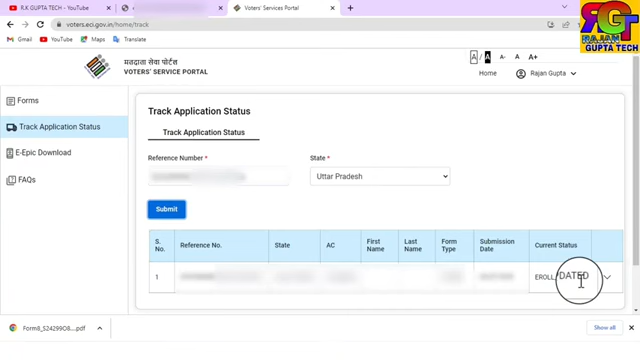 R.K GUPTA TECH - YouTube
Voters' Services Portal
voters.eci.gov.in/home/track
Gmail
YouTube
Maps
News
Translate
RG
RAJAN
GUPTA TECH
मतदाता सेवा पोर्टल
VOTERS' SERVICE PORTAL
A / A A- A A+
Home
Rajan Gupta
Forms
Track Application Status
E-Epic Download
FAQs
Track Application Status
Track Application Status
Reference Number *
State *
Uttar Pradesh
Submit
S. No.
Reference No.
State
AC
First Name
Last Name
Form Type
Submission Date
Current Status
1
EROLL
DATED
Form8_S24299O8....pdf
Show all